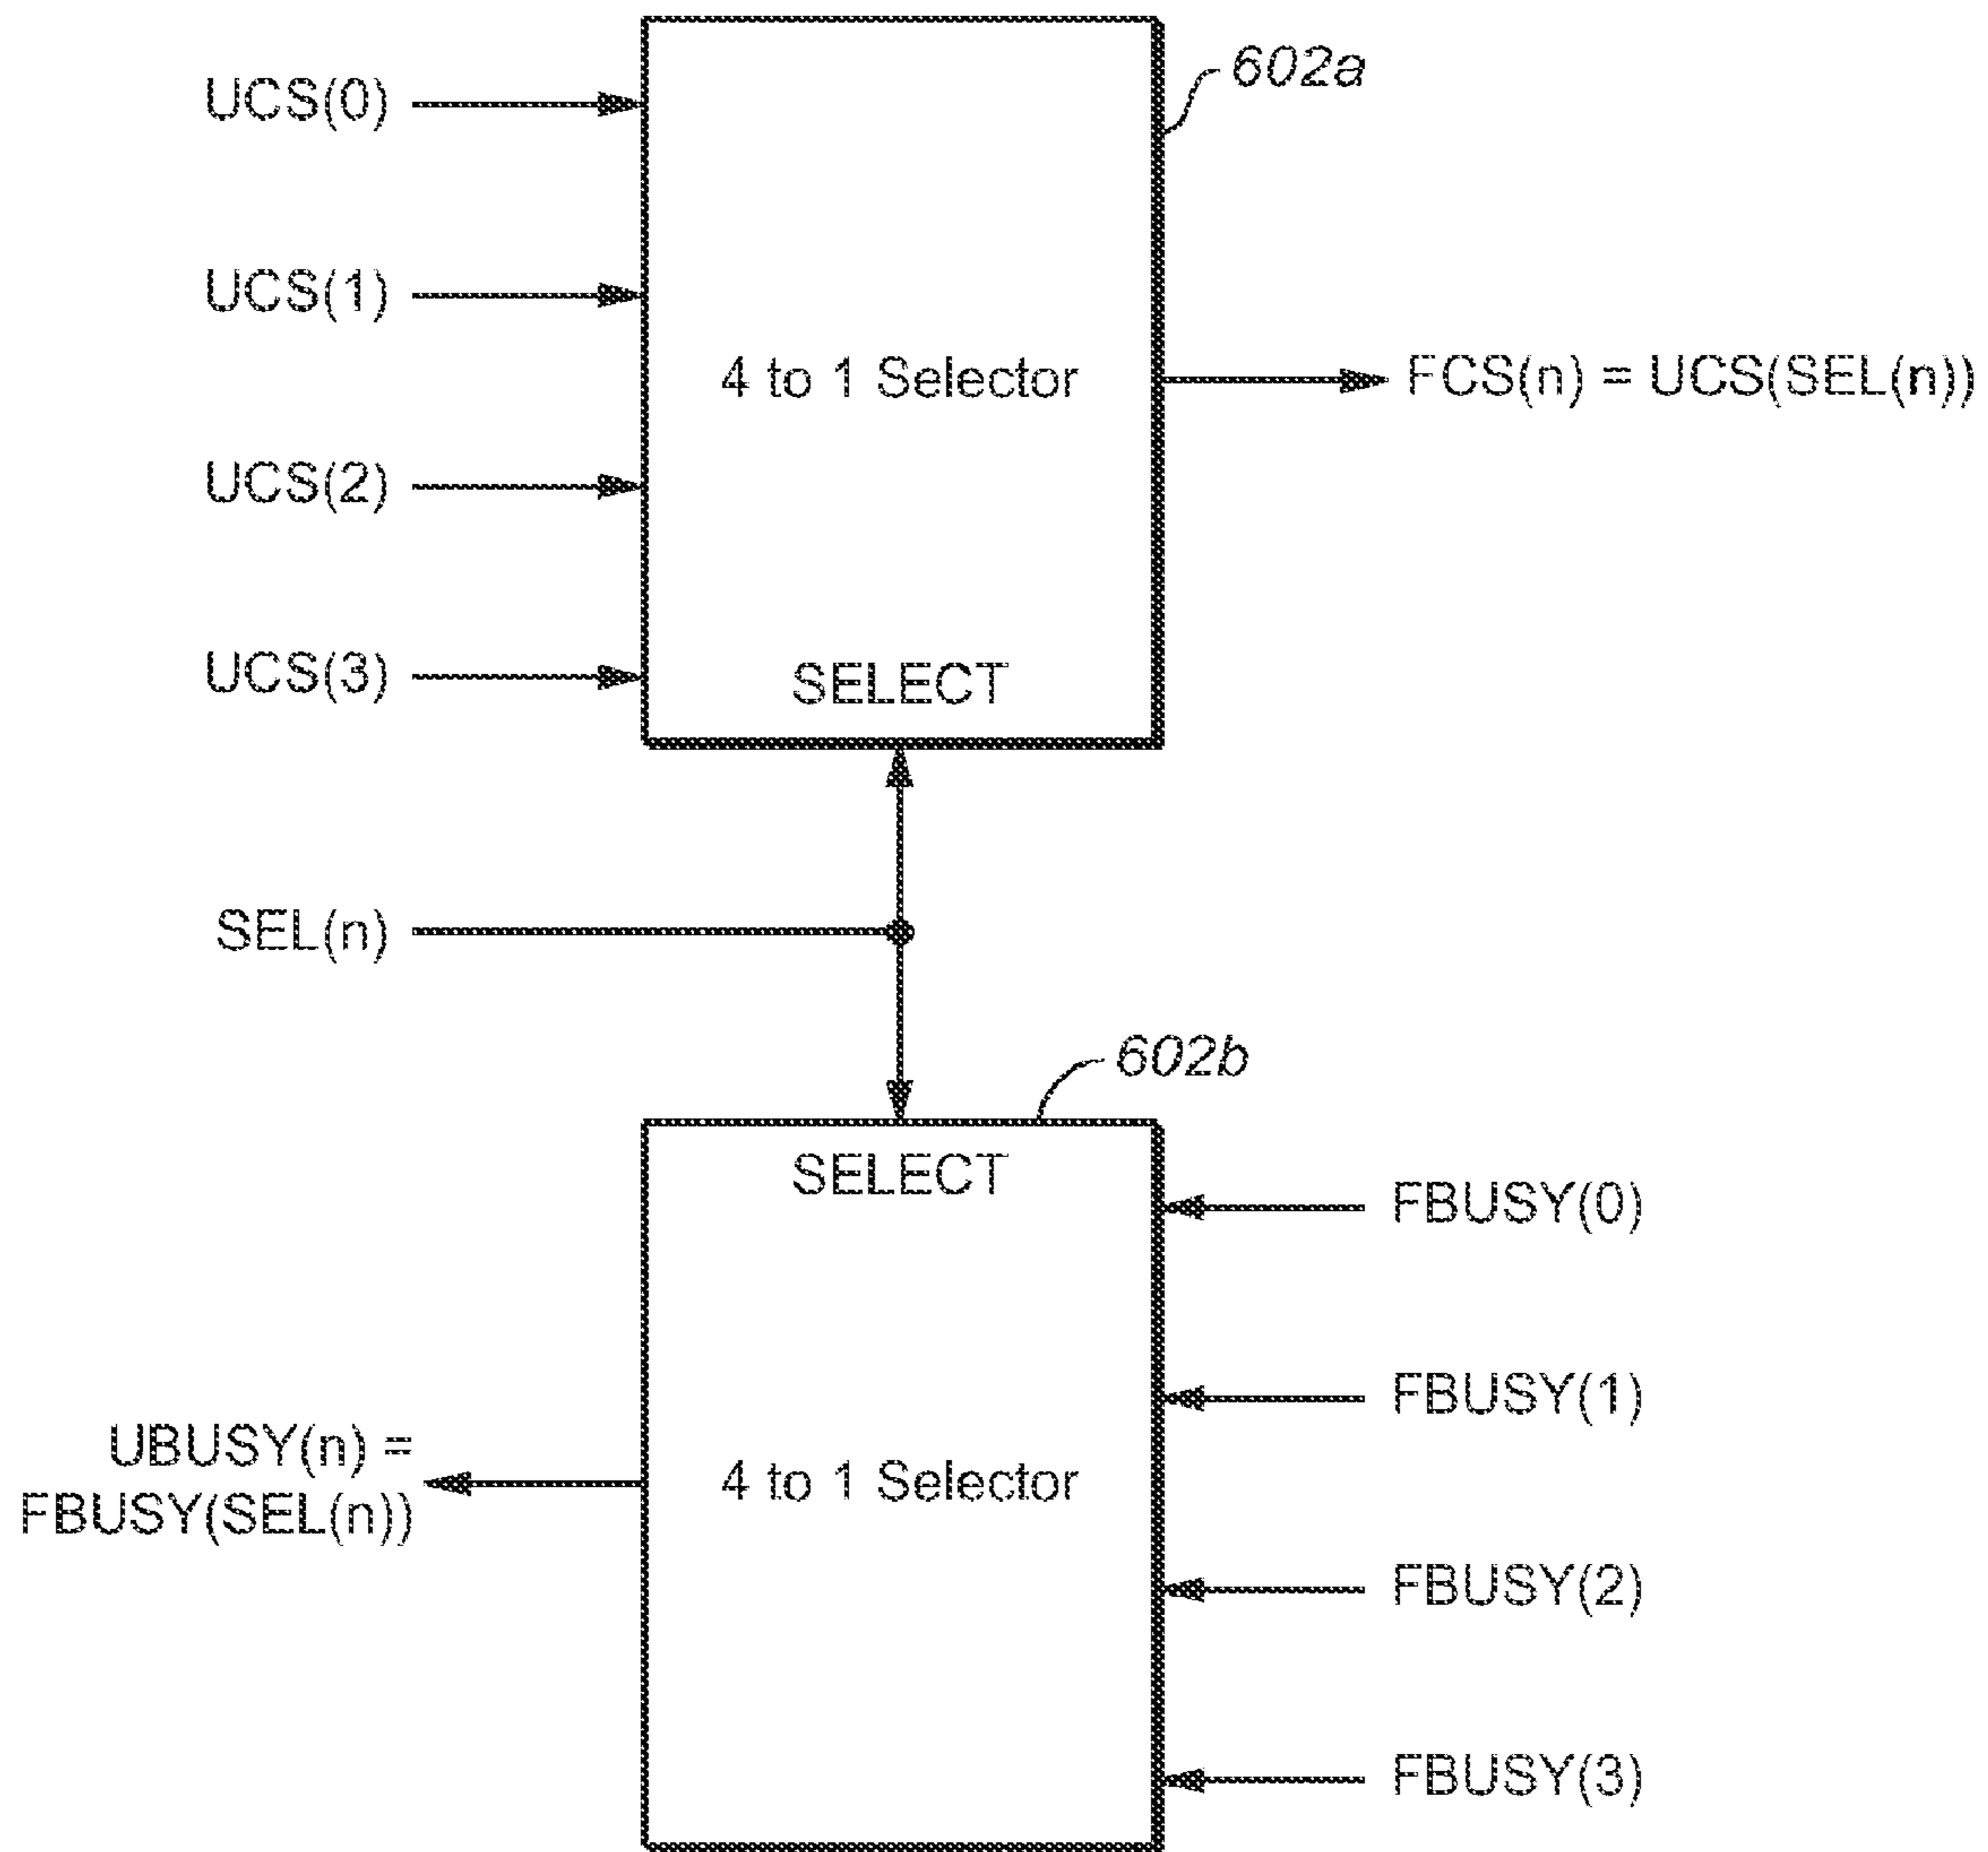 602a
UCS(0)
UCS(1)
4 to 1 Selector
FCS(n) = UCS(SEL(n))
UCS(2)
UCS(3)
SELECT
SEL(n)
602b
SELECT
FBUSY(0)
FBUSY(1)
UBUSY(n) =
FBUSY(SEL(n))
4 to 1 Selector
FBUSY(2)
FBUSY(3)